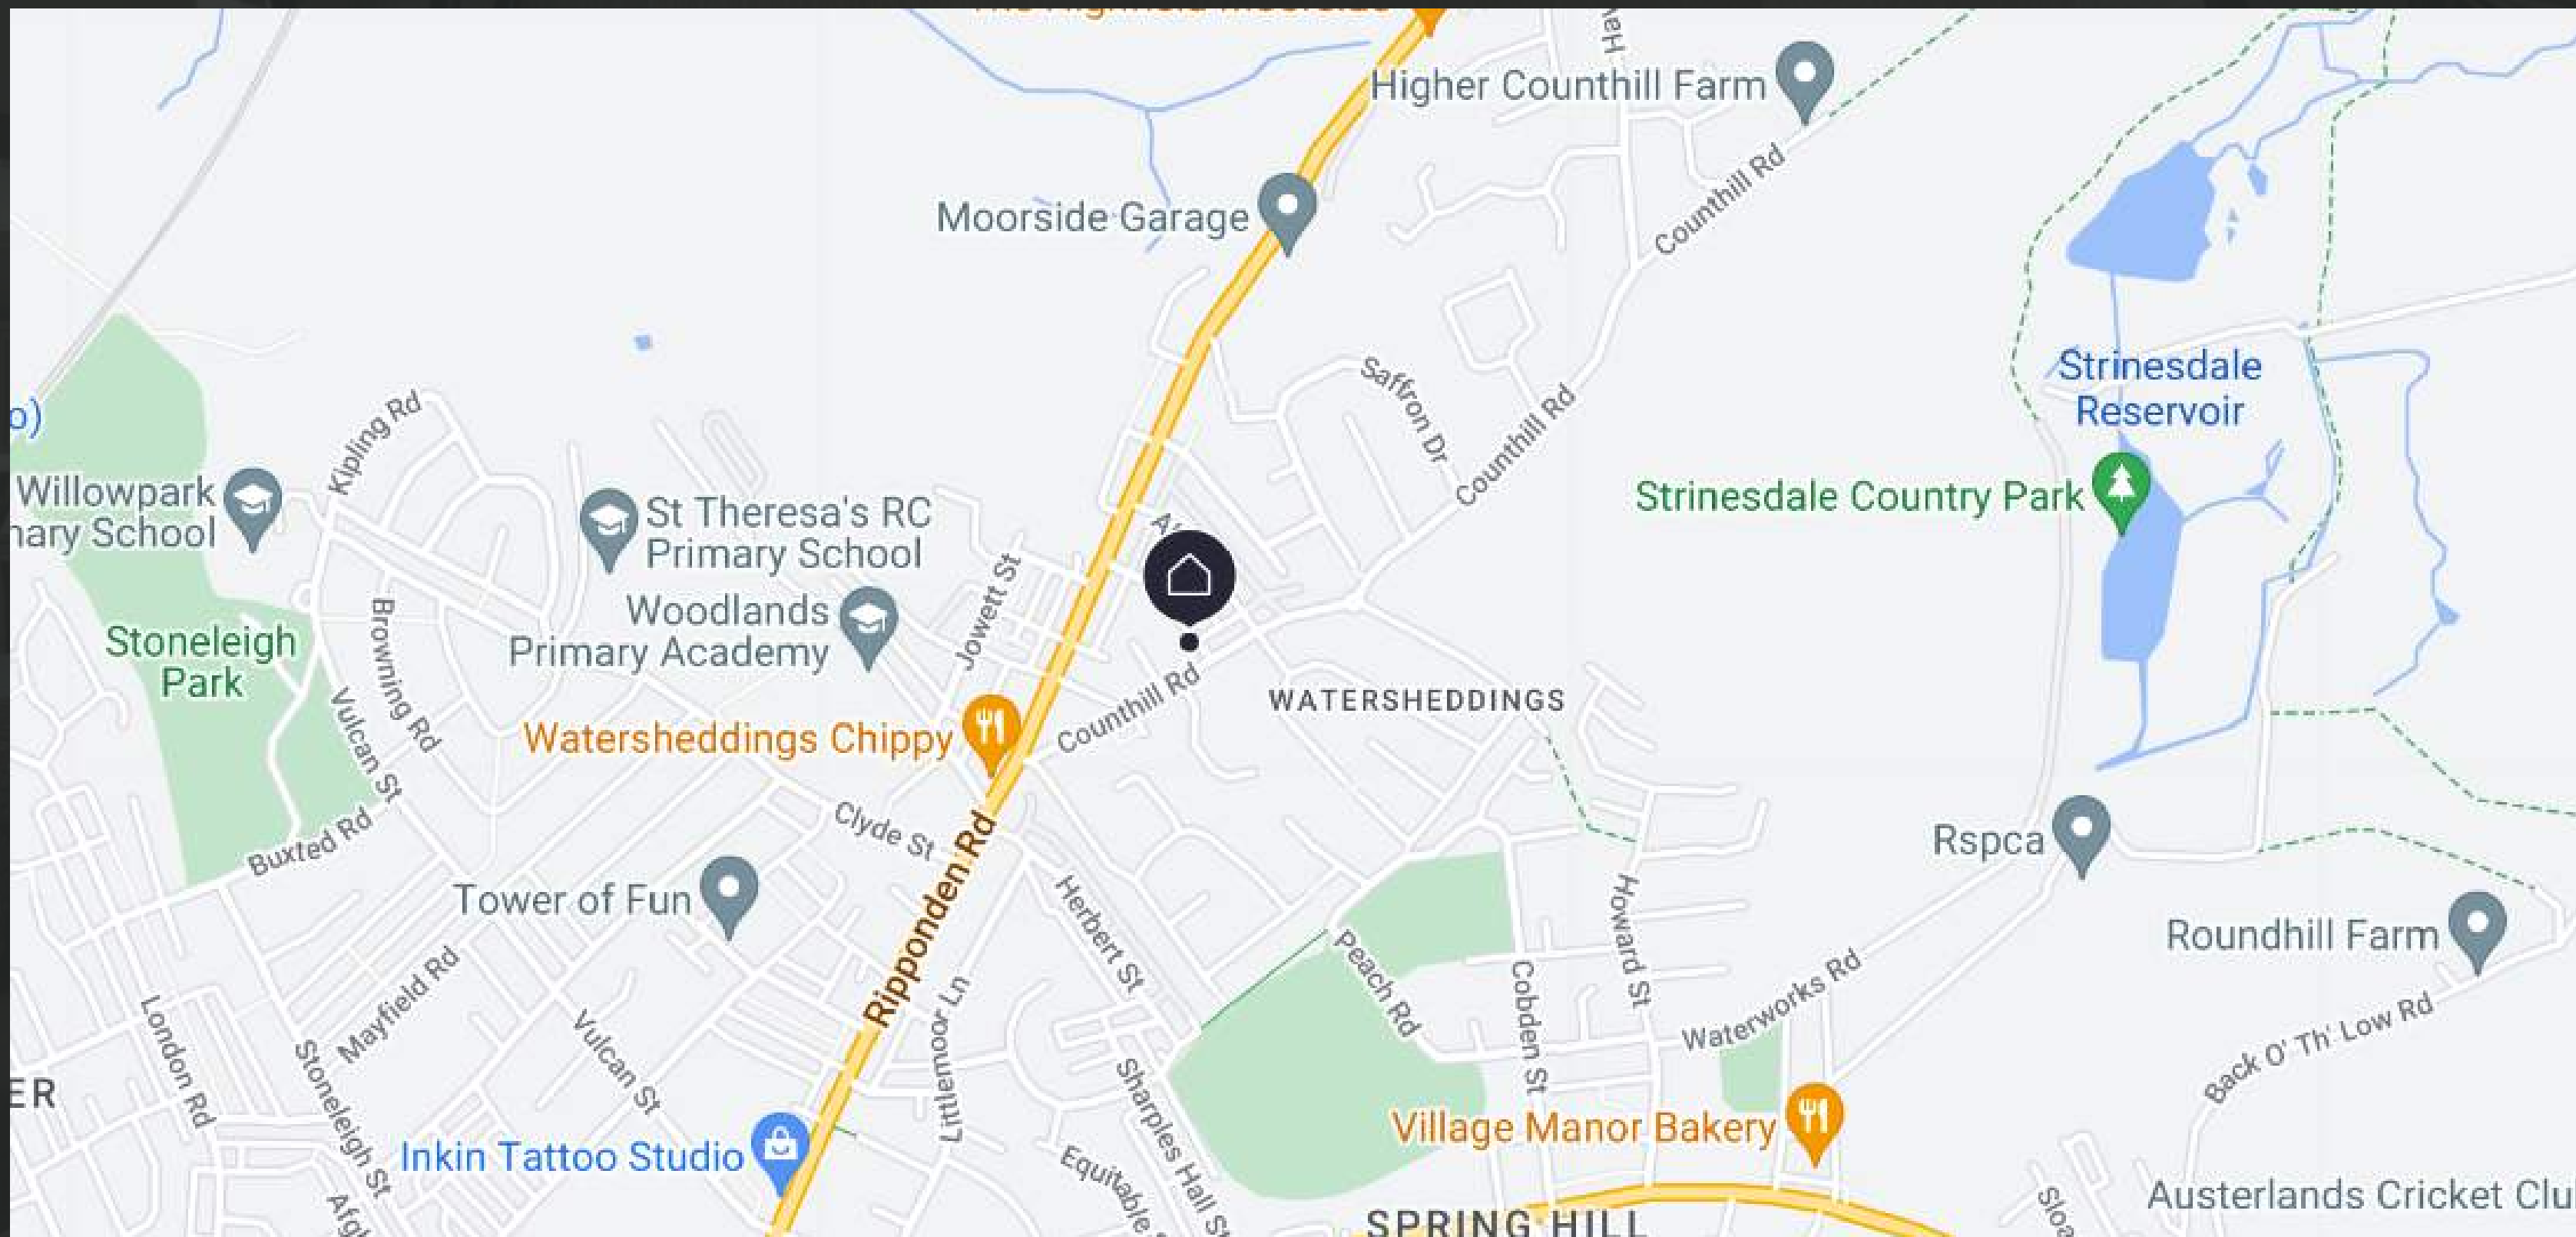 Higher Counthill Farm
Counthill Rd
Moorside Garage
Saffron Dr
Counthill Rd
Strinesdale
Reservoir
Strinesdale Country Park
Kipling Rd
Willowpark
School
St Theresa's RC
Primary School
Woodlands
Primary Academy
Jowett St
Browning Rd
Stoneleigh
Park
Vulcan St
Watersheddings Chippy
Counthill Rd
WATERSHEDDINGS
Buxted Rd
Clyde St
Ripponden Rd
Tower of Fun
Herbert St
Howard St
Rspca
Roundhill Farm
Mayfield Rd
London Rd
Stoneleigh St
Vulcan St
Littlemoor Ln
Peach Rd
Cobden St
Waterworks Rd
Back O' Th' Low Rd
Sharples Hall St
Equitable
Inkin Tattoo Studio
Village Manor Bakery
SPRING HILL
Austerlands Cricket